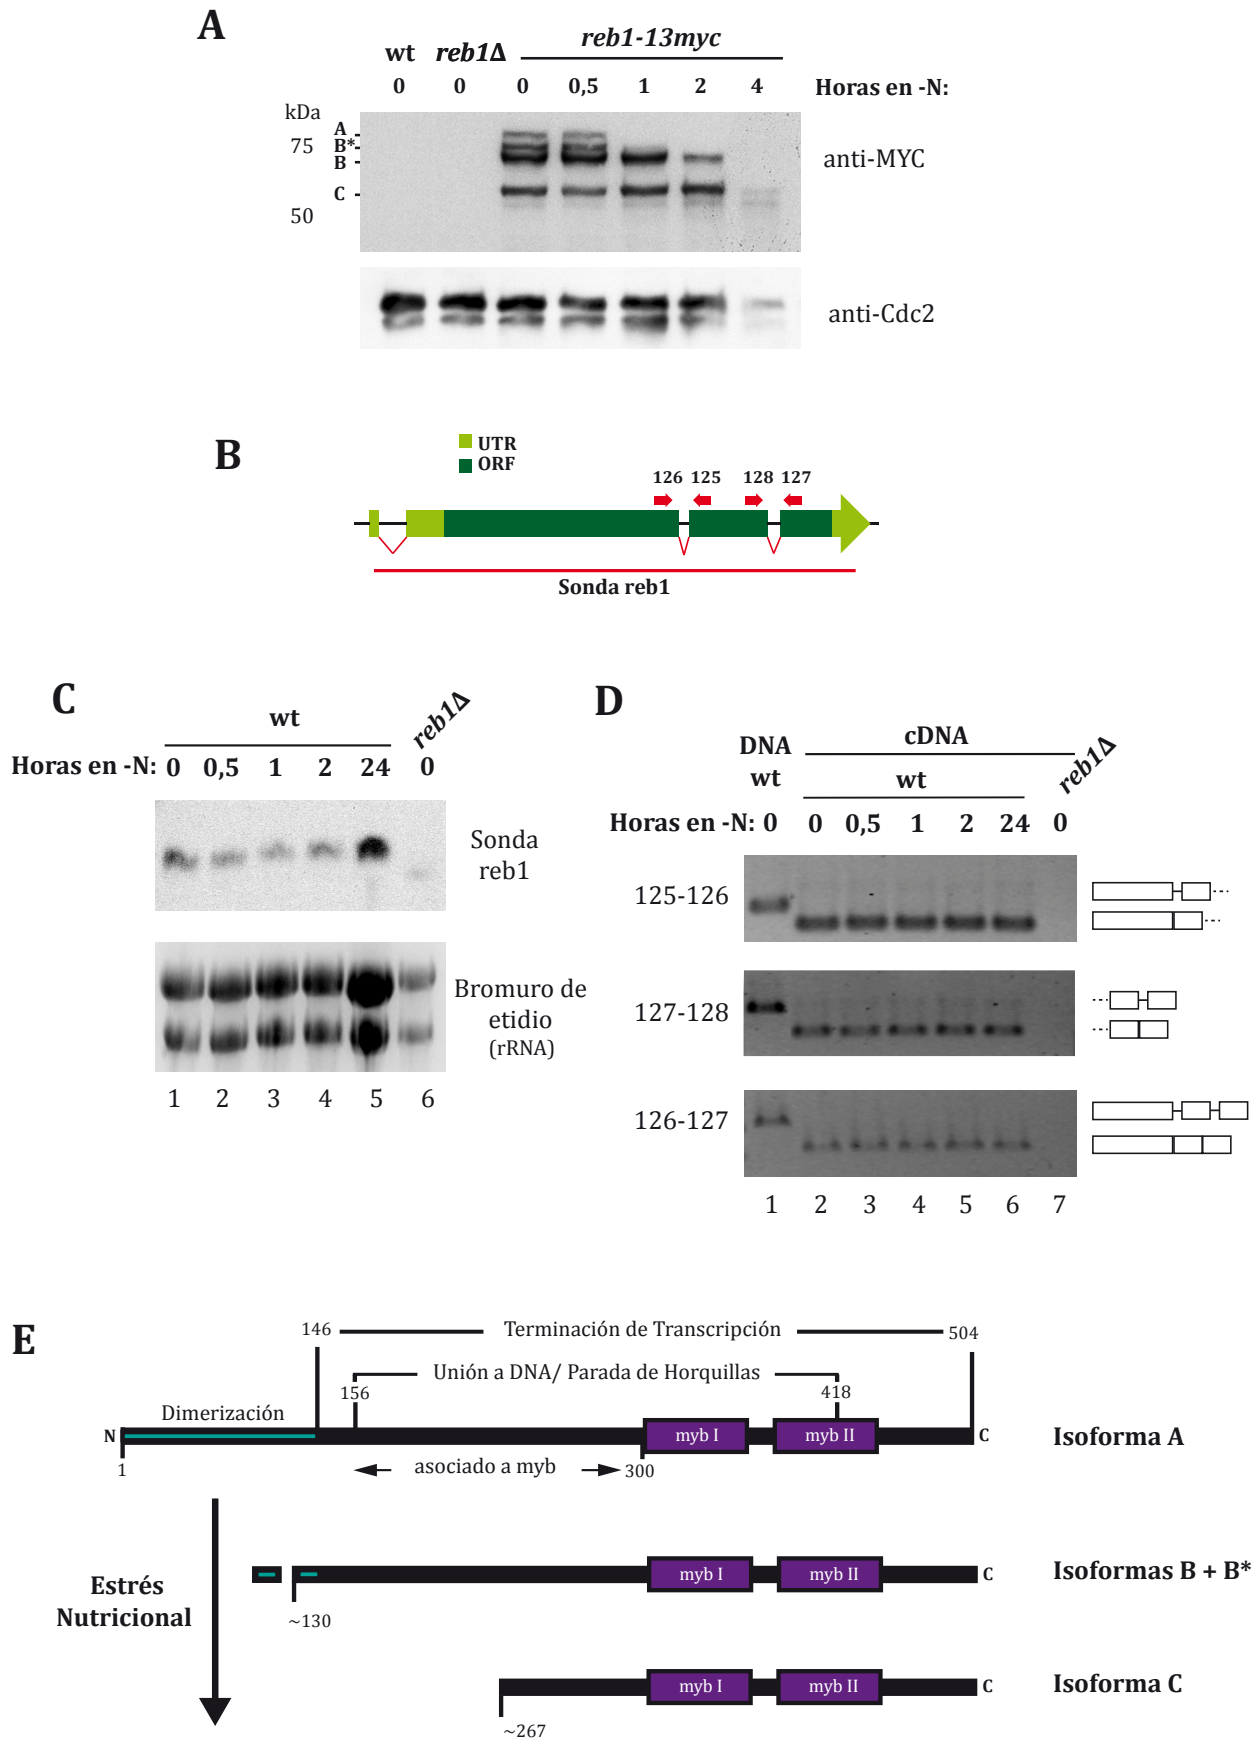 A
reb1-13myc
wt reb1Δ
0 0 0 0,5 1 2 4 Horas en -N:
kDa
A
75 B*
B
anti-MYC
C
50
anti-Cdc2
B
UTR
ORF
126 125 128 127
Sonda reb1
C
wt
reb1Δ
Horas en -N: 0 0,5 1 2 24 0
Sonda
reb1
Bromuro de
etidio
(rRNA)
1 2 3 4 5 6
D
DNA cDNA
wt wt
reb1Δ
Horas en -N: 0 0 0,5 1 2 24 0
125-126
127-128
126-127
1 2 3 4 5 6 7
E
146 Terminación de Transcripción 504
Unión a DNA/ Parada de Horquillas
156 418
Dimerización
N myb I myb II C Isoforma A
1 asociado a myb 300
Estrés
Nutricional
myb I myb II C Isoformas B + B*
~130
myb I myb II C Isoforma C
~267